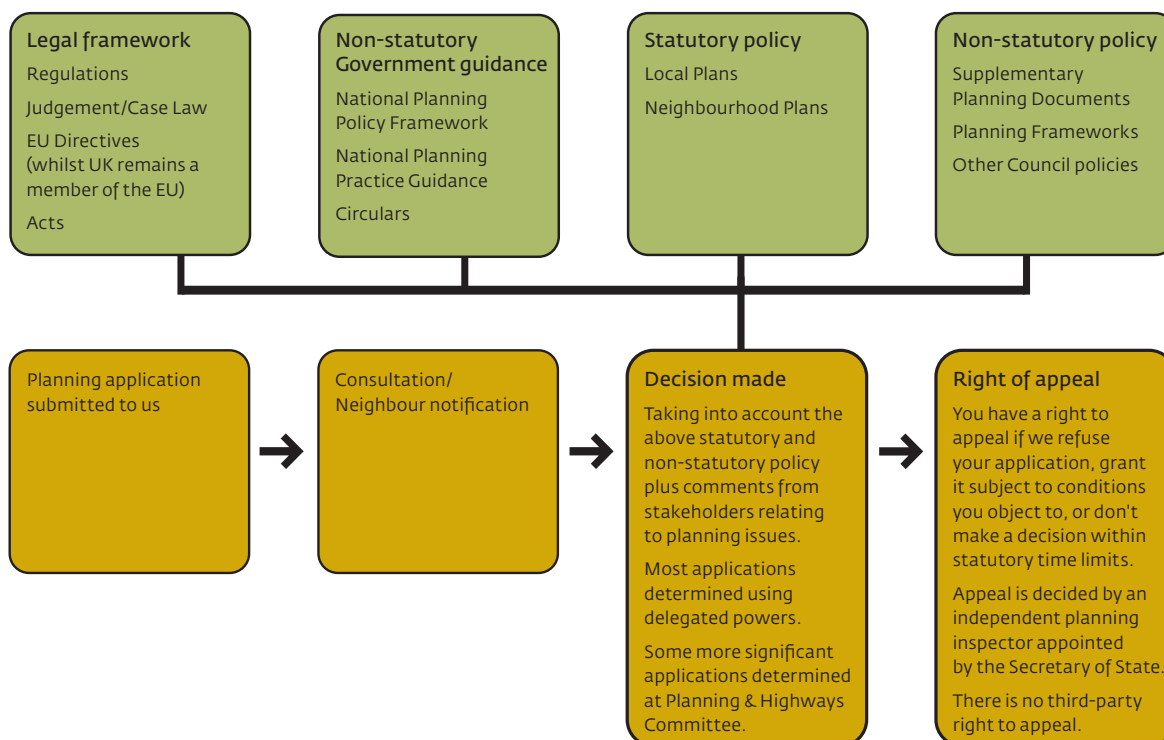 Legal framework
Regulations
Judgement/Case Law
EU Directives
(whilst UK remains a
member of the EU)
Acts
Non-statutory
Government guidance
National Planning
Policy Framework
National Planning
Practice Guidance
Circulars
Statutory policy
Local Plans
Neighbourhood Plans
Non-statutory policy
Supplementary
Planning Documents
Planning Frameworks
Other Council policies
Planning application
submitted to us
Consultation/
Neighbour notification
Decision made
Taking into account the
above statutory and
non-statutory policy
plus comments from
stakeholders relating
to planning issues.
Most applications
determined using
delegated powers.
Some more significant
applications determined
at Planning & Highways
Committee.
Right of appeal
You have a right to
appeal if we refuse
your application, grant
it subject to conditions
you object to, or don't
make a decision within
statutory time limits.
Appeal is decided by an
independent planning
inspector appointed
by the Secretary of State.
There is no third-party
right to appeal.